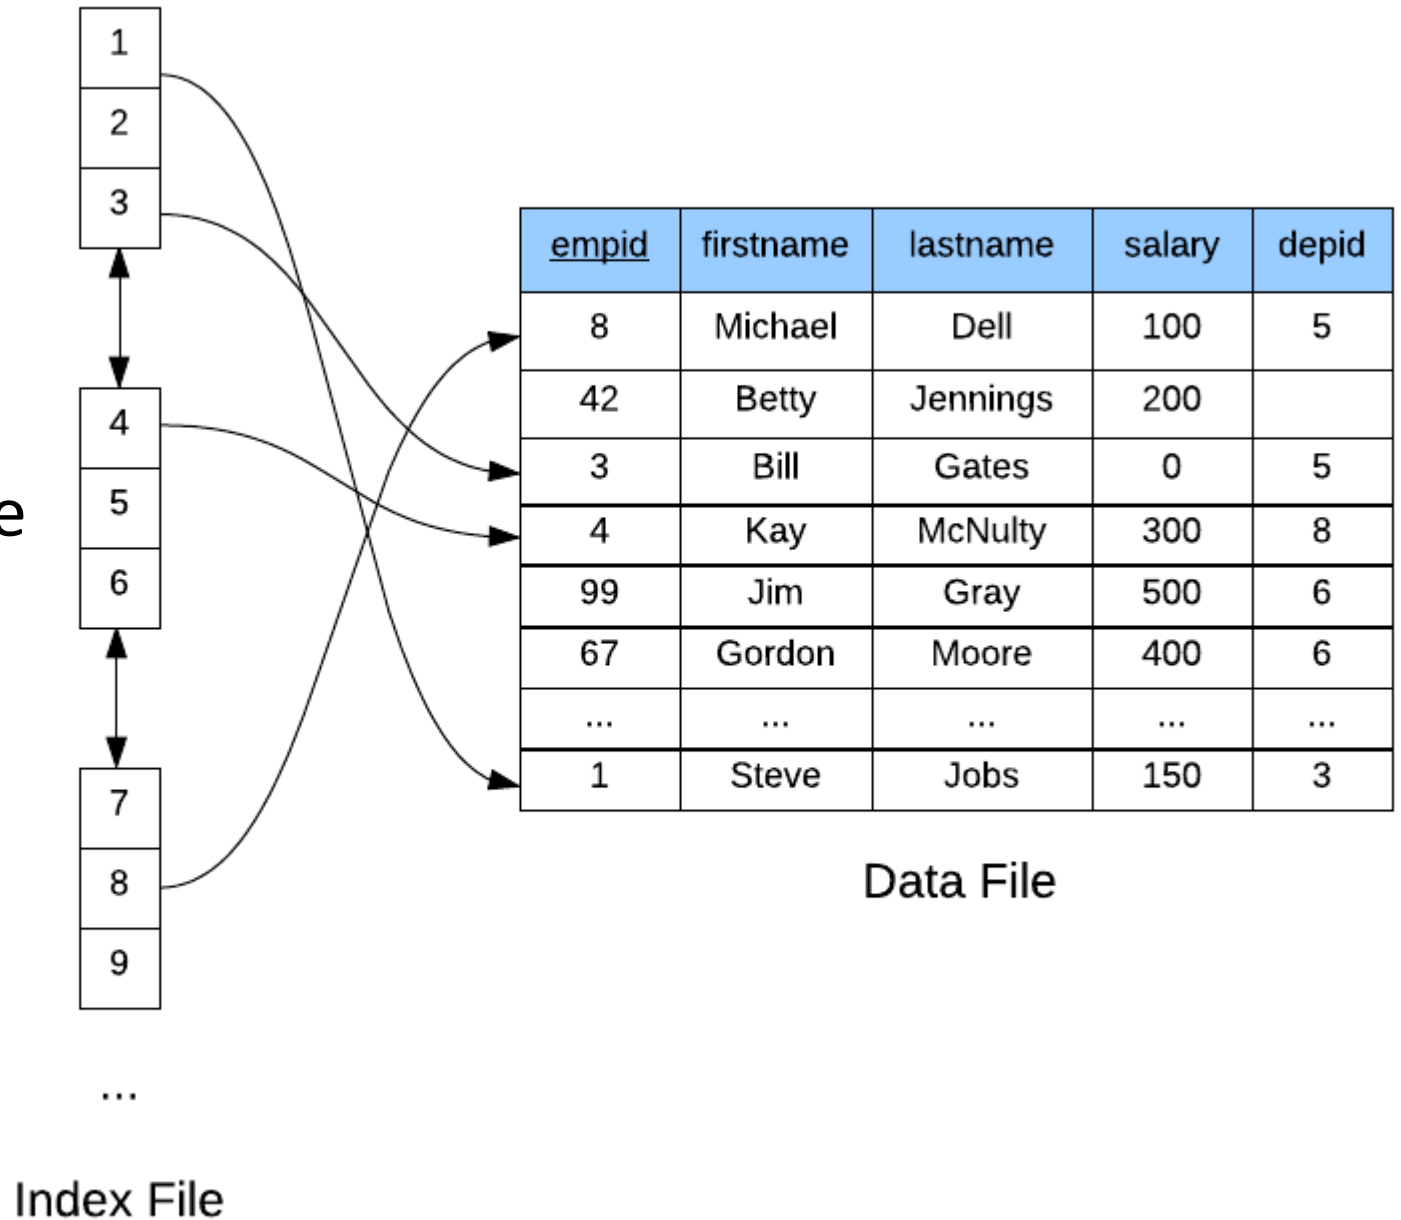 1
2
3
4
5
6
7
8
9
...
Index File
e
empid firstname lastname salary depid
8 Michael Dell 100 5
42 Betty Jennings 200
3 Bill Gates 0 5
4 Kay McNulty 300 8
99 Jim Gray 500 6
67 Gordon Moore 400 6
... ... ... ... ...
1 Steve Jobs 150 3
Data File